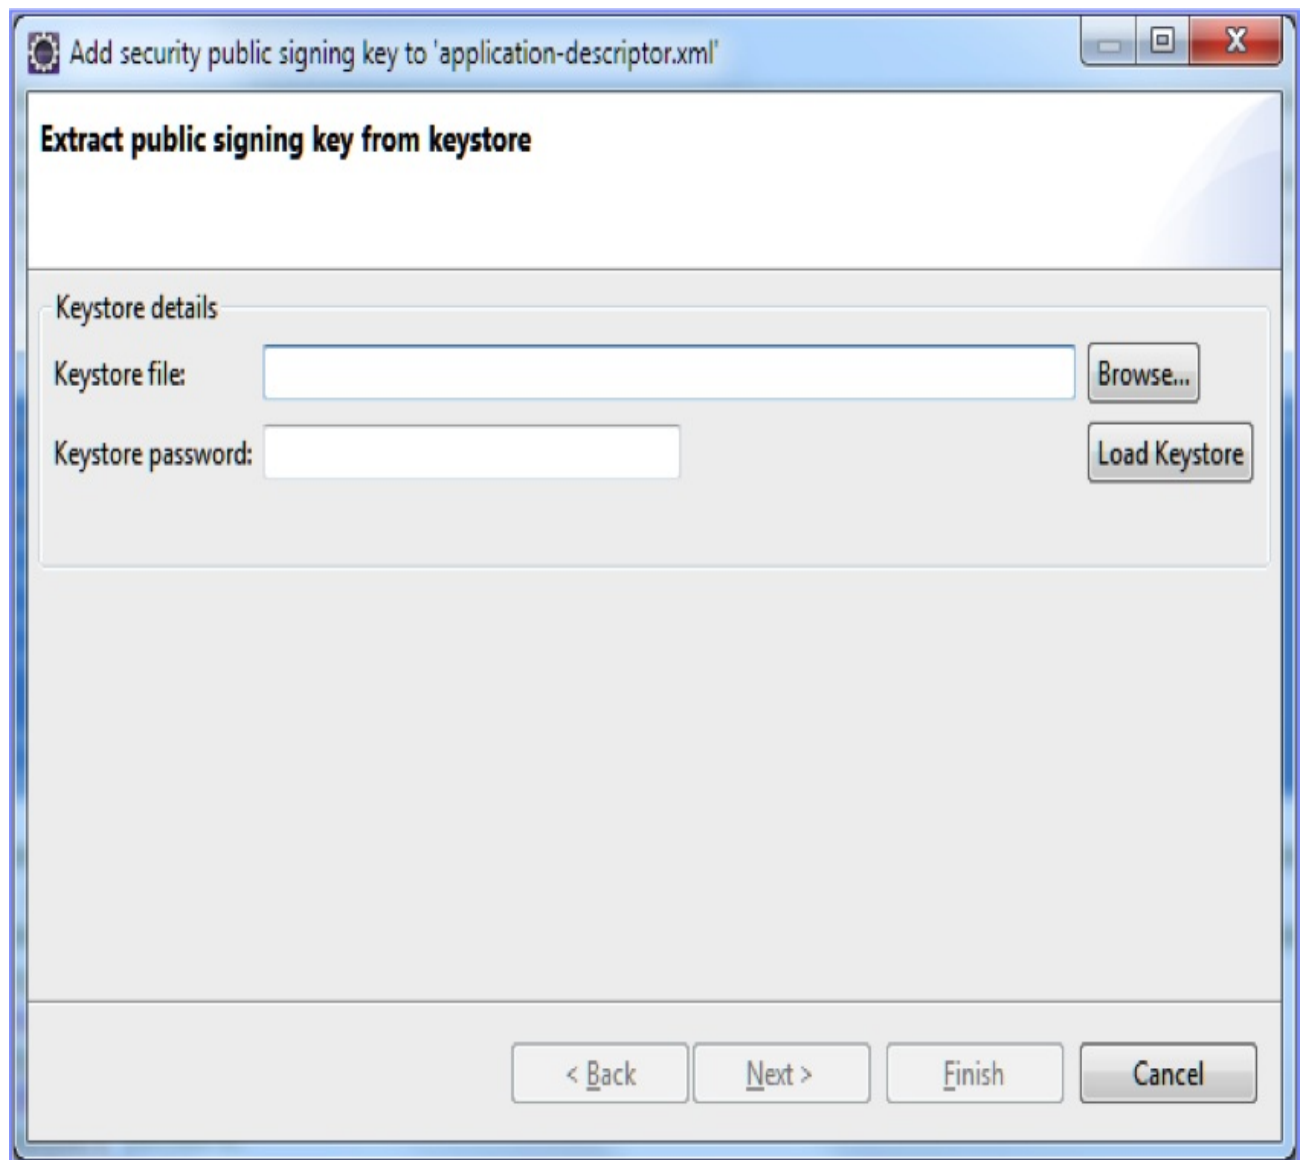 Add security public signing key to 'application-descriptor.xml'
Extract public signing key from keystore
Keystore details
Keystore file: Browse...
Keystore password: Load Keystore
< Back Next > Finish Cancel